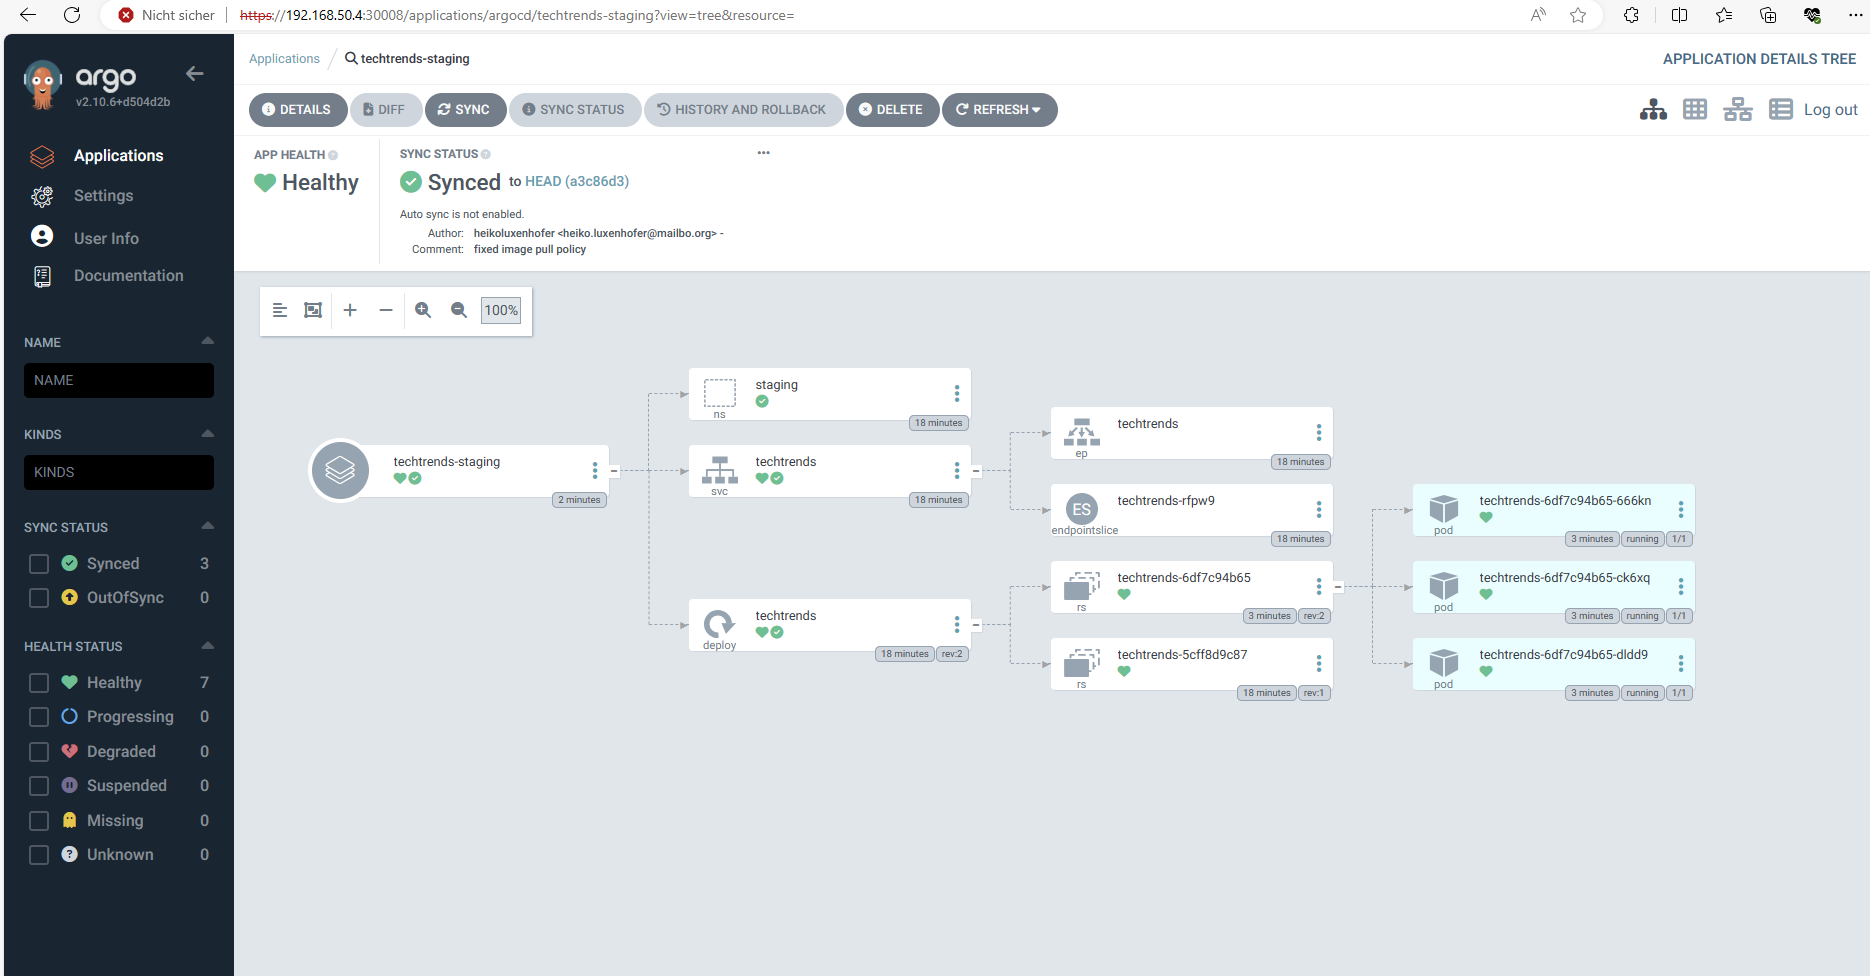 Nicht sicher
https://192.168.50.4:30008/applications/argocd/techtrends-staging?view=tree&resource=
argo
v2.10.6+d504d2b
Applications
Settings
User Info
Documentation
NAME
NAME
KINDS
KINDS
SYNC STATUS
Synced 3
OutOfSync 0
HEALTH STATUS
Healthy 7
Progressing 0
Degraded 0
Suspended 0
Missing 0
Unknown 0
Applications / techtrends-staging
APPLICATION DETAILS TREE
DETAILS DIFF SYNC SYNC STATUS HISTORY AND ROLLBACK DELETE REFRESH
Log out
APP HEALTH
Healthy
SYNC STATUS
Synced to HEAD (a3c86d3)
Auto sync is not enabled.
Author: heikoluxenhofer <heiko.luxenhofer@mailbo.org> -
Comment: fixed image pull policy
100%
techtrends-staging
2 minutes
staging
ns
18 minutes
techtrends
svc
18 minutes
techtrends
deploy
18 minutes rev:2
techtrends
ep
18 minutes
ES
techtrends-rfpw9
endpointslice
18 minutes
techtrends-6df7c94b65
rs
3 minutes rev:2
techtrends-5cff8d9c87
rs
18 minutes rev:1
techtrends-6df7c94b65-666kn
pod
3 minutes running 1/1
techtrends-6df7c94b65-ck6xq
pod
3 minutes running 1/1
techtrends-6df7c94b65-dldd9
pod
3 minutes running 1/1